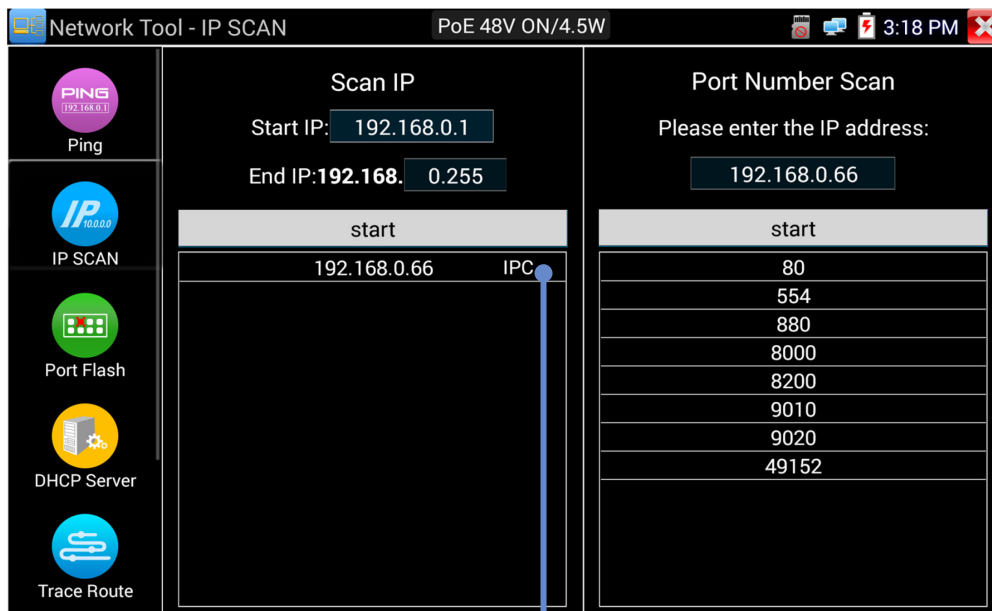 Network Tool - IP SCAN
PoE 48V ON/4.5W
3:18 PM
PING
192.168.0.1
Ping
IP
10.0.0.0
IP SCAN
Port Flash
DHCP Server
Trace Route
Scan IP
Start IP: 192.168.0.1
End IP:192.168. 0.255
start
192.168.0.66 IPC
Port Number Scan
Please enter the IP address:
192.168.0.66
start
80
554
880
8000
8200
9010
9020
49152